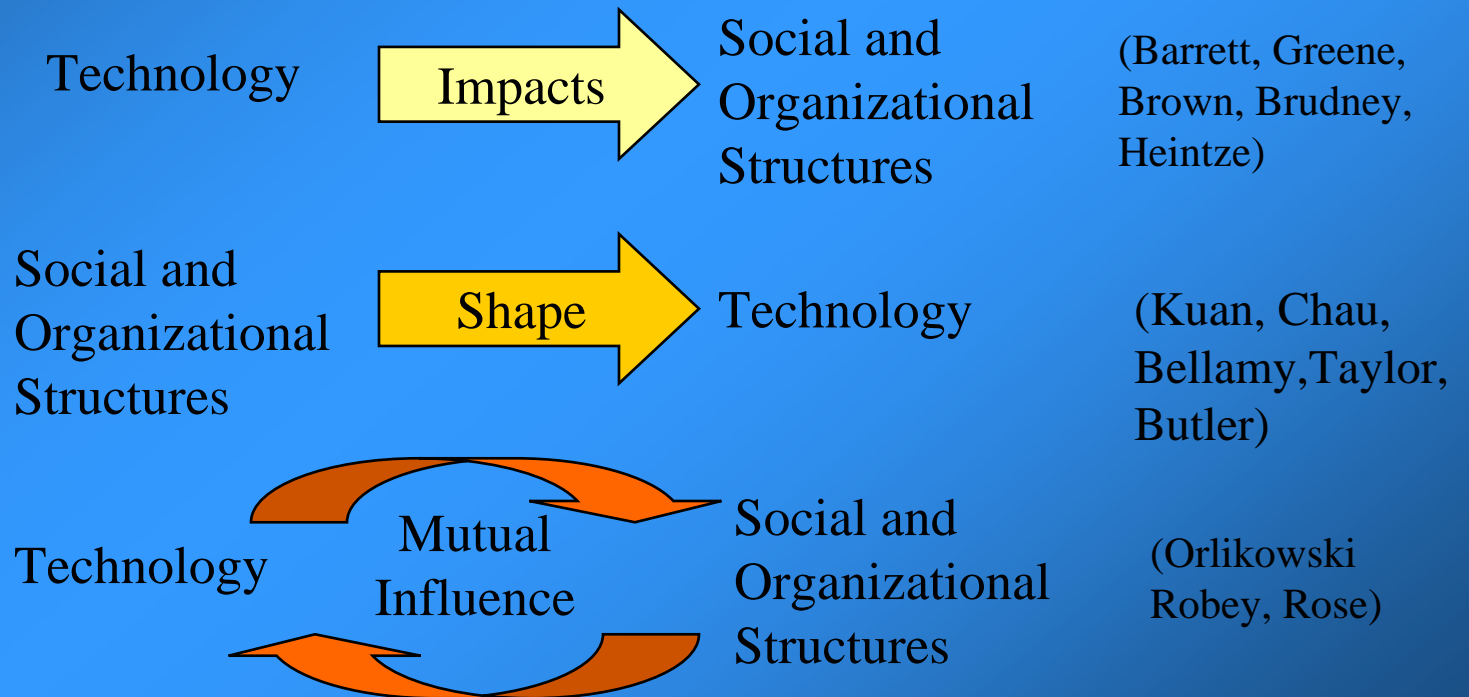 Technology
Impacts
Social and
Organizational
Structures
(Barrett, Greene,
Brown, Brudney,
Heintze)
Social and
Organizational
Structures
Shape
Technology
(Kuan, Chau,
Bellamy,Taylor,
Butler)
Technology
Mutual
Influence
Social and
Organizational
Structures
(Orlikowski
Robey, Rose)